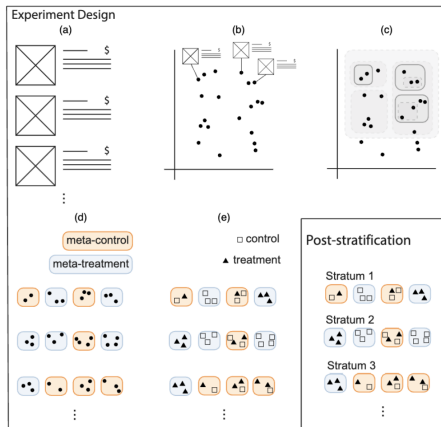 Experiment Design
(a)
(b)
(c)
$
$
$
$
$
$
(d)
(e)
meta-control
meta-treatment
control
treatment
Post-stratification
Stratum 1
Stratum 2
Stratum 3